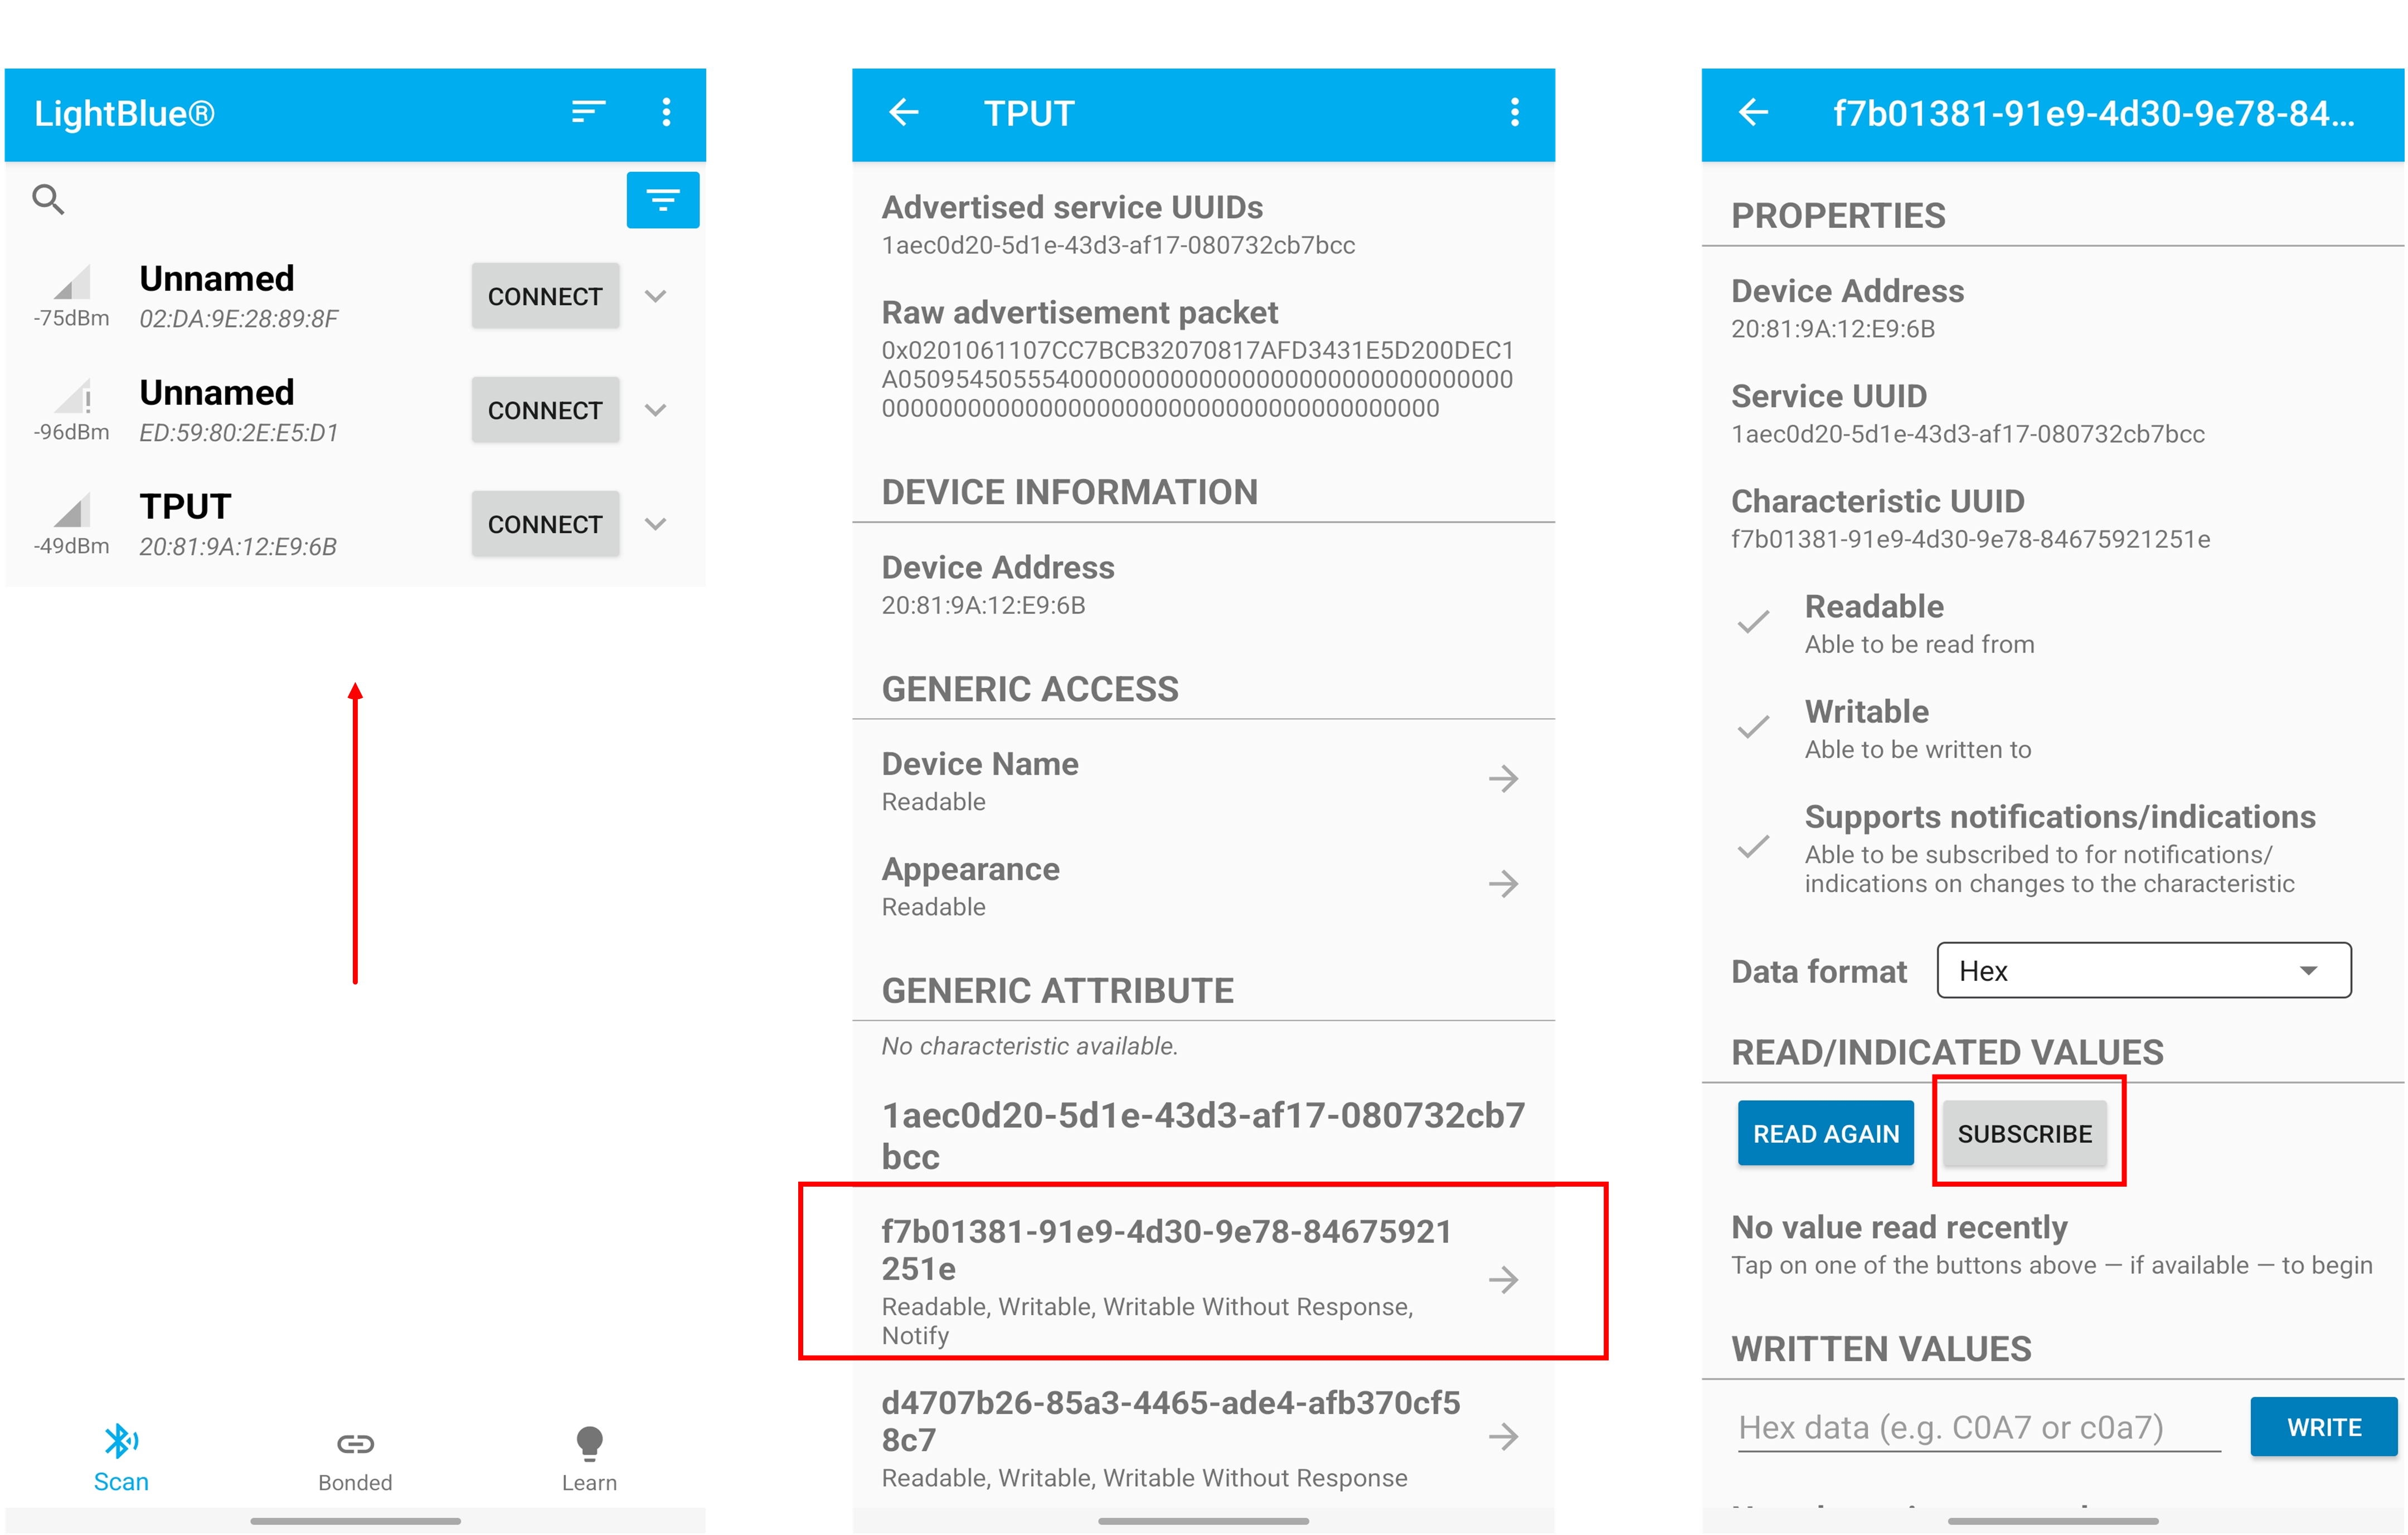 LightBlue®
Unnamed
-75dBm
02:DA:9E:28:89:8F
CONNECT
Unnamed
-96dBm
ED:59:80:2E:E5:D1
CONNECT
TPUT
-49dBm
20:81:9A:12:E9:6B
CONNECT
Scan
Bonded
Learn
TPUT
Advertised service UUIDs
1aec0d20-5d1e-43d3-af17-080732cb7bcc
Raw advertisement packet
0x0201061107CC7BCB32070817AFD3431E5D200DEC1
A05095450555400000000000000000000000000000
00000000000000000000000000000000000000
DEVICE INFORMATION
Device Address
20:81:9A:12:E9:6B
GENERIC ACCESS
Device Name
Readable
Appearance
Readable
GENERIC ATTRIBUTE
No characteristic available.
1aec0d20-5d1e-43d3-af17-080732cb7
bcc
f7b01381-91e9-4d30-9e78-84675921
251e
Readable, Writable, Writable Without Response,
Notify
d4707b26-85a3-4465-ade4-afb370cf5
8c7
Readable, Writable, Writable Without Response
f7b01381-91e9-4d30-9e78-84...
PROPERTIES
Device Address
20:81:9A:12:E9:6B
Service UUID
1aec0d20-5d1e-43d3-af17-080732cb7bcc
Characteristic UUID
f7b01381-91e9-4d30-9e78-84675921251e
Readable
Able to be read from
Writable
Able to be written to
Supports notifications/indications
Able to be subscribed to for notifications/
indications on changes to the characteristic
Data format
Hex
READ/INDICATED VALUES
READ AGAIN
SUBSCRIBE
No value read recently
Tap on one of the buttons above — if available — to begin
WRITTEN VALUES
Hex data (e.g. C0A7 or c0a7)
WRITE